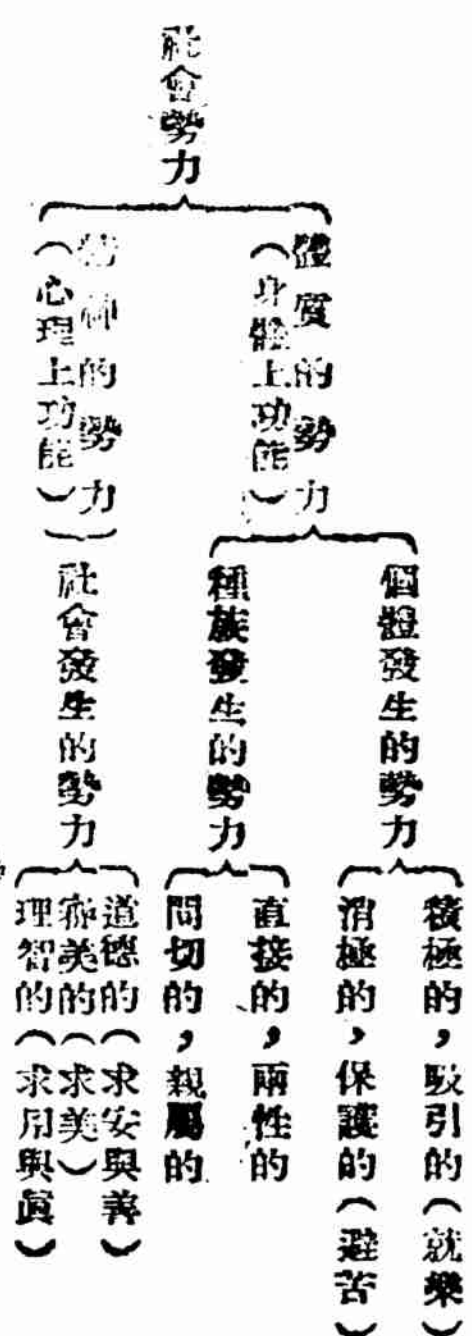 社會勢力
體質的勢力
（身體上功能）
精神的勢力
（心理上功能）
個體發生的勢力
種族發生的勢力
社會發生的勢力
積極的，吸引的（就樂）
消極的，保護的（避苦）
直接的，兩性的
間切的，親屬的
道德的（求安與善）
審美的（求美）
理智的（求用與眞）